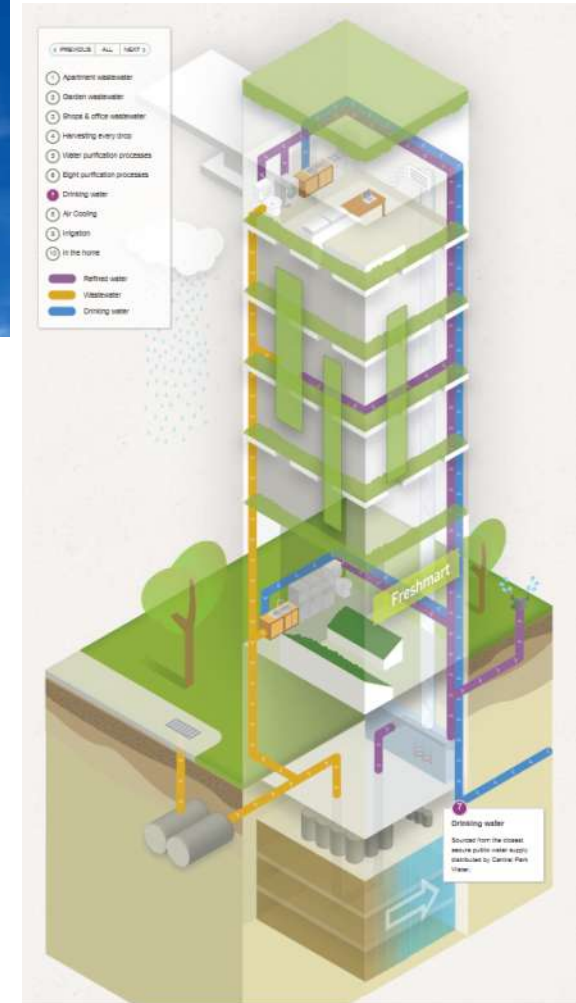 ‹ PREVIOUS
ALL
NEXT ›
1 Apartment wastewater
2 Garden wastewater
3 Shops & office wastewater
4 Harvesting every drop
5 Water purification processes
6 Eight purification processes
7 Drinking water
8 Air Cooling
9 Irrigation
10 In the home
Refined water
Wastewater
Drinking water
Freshmart
7
Drinking water
Sourced from the closest
secure public water supply
distributed by Central Park
Water.